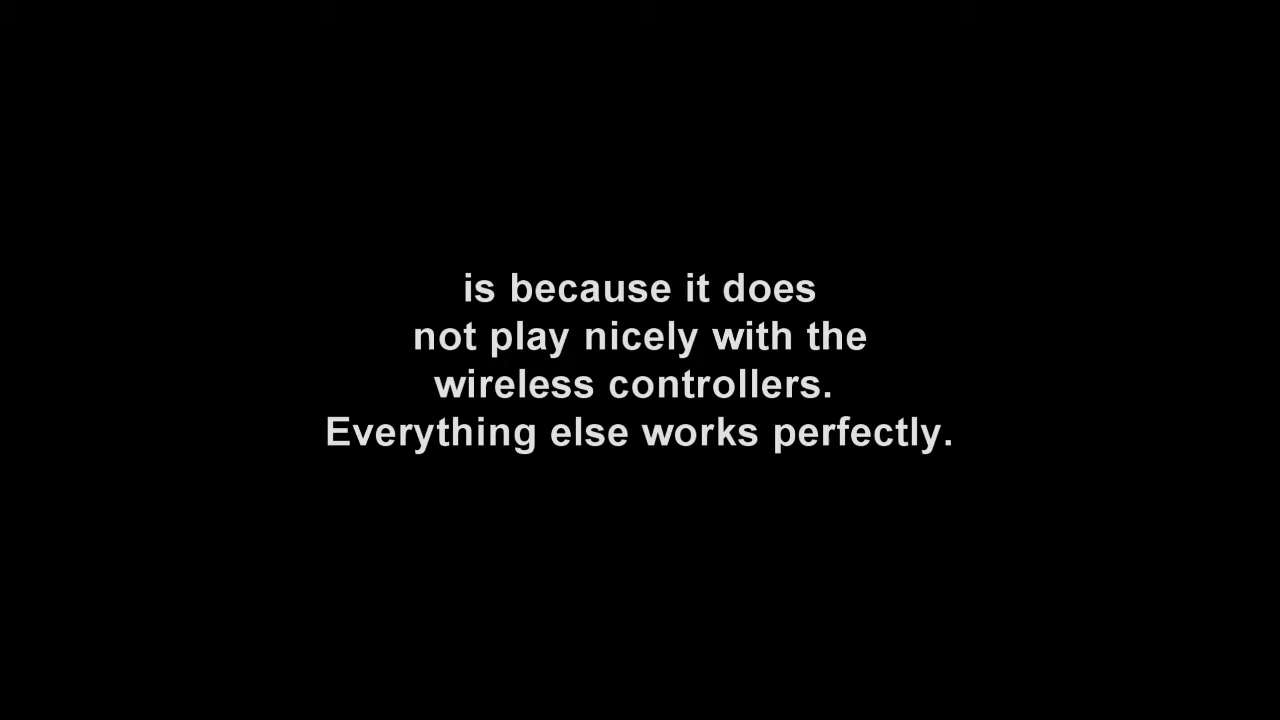 is because it does
not play nicely with the
wireless controllers.
Everything else works perfectly.